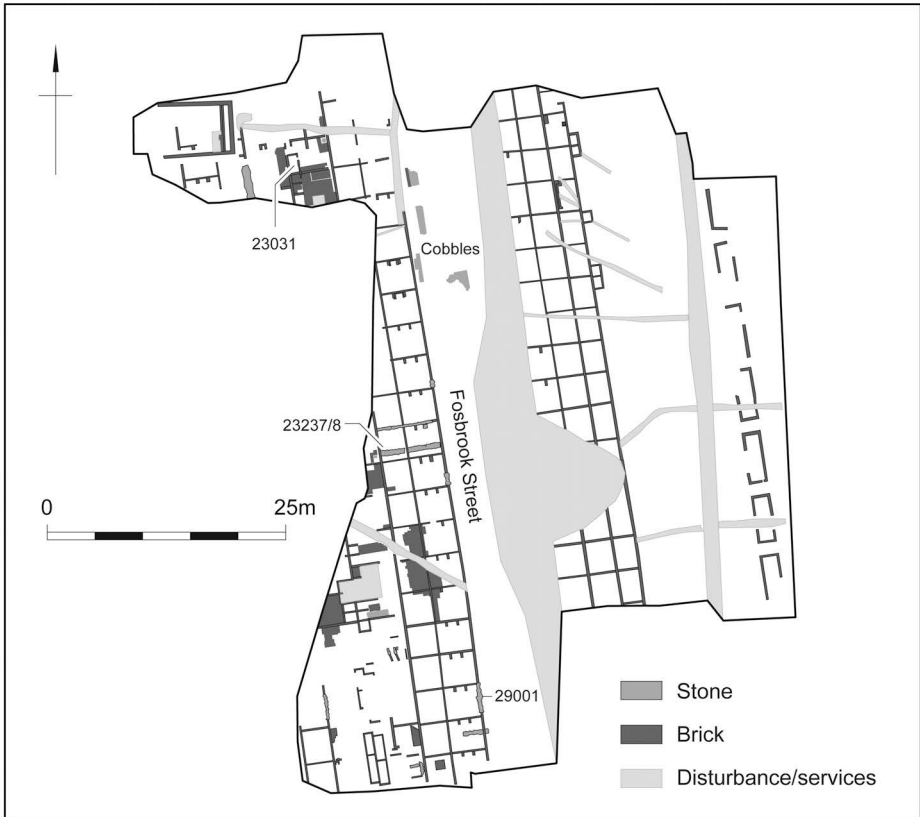 23031
Cobbles
23237/8
Fosbrook Street
0 25m
29001
Stone
Brick
Disturbance/services